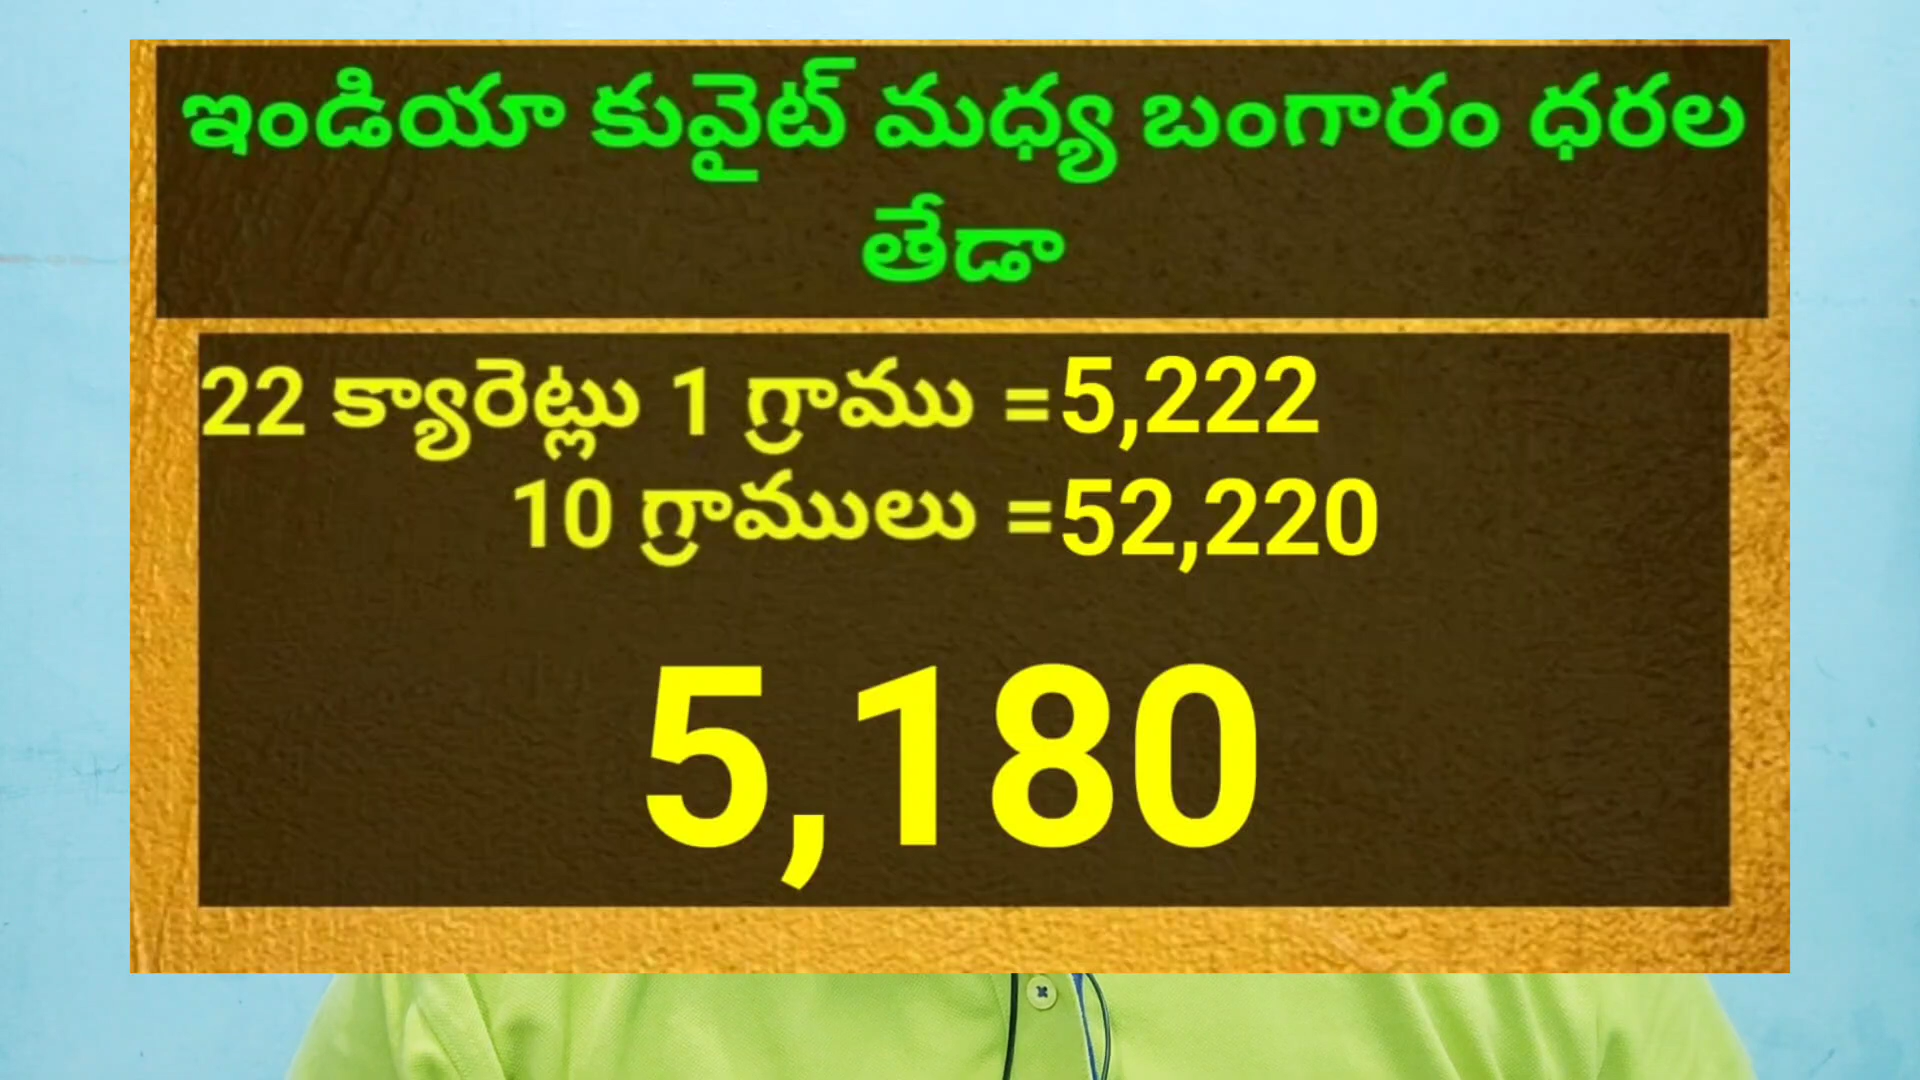 ఇండియా కువైట్ మధ్య బంగారం ధరల
తేడా
22 క్యారెట్లు 1 గ్రాము =5,222
10 గ్రాములు =52,220
5,180